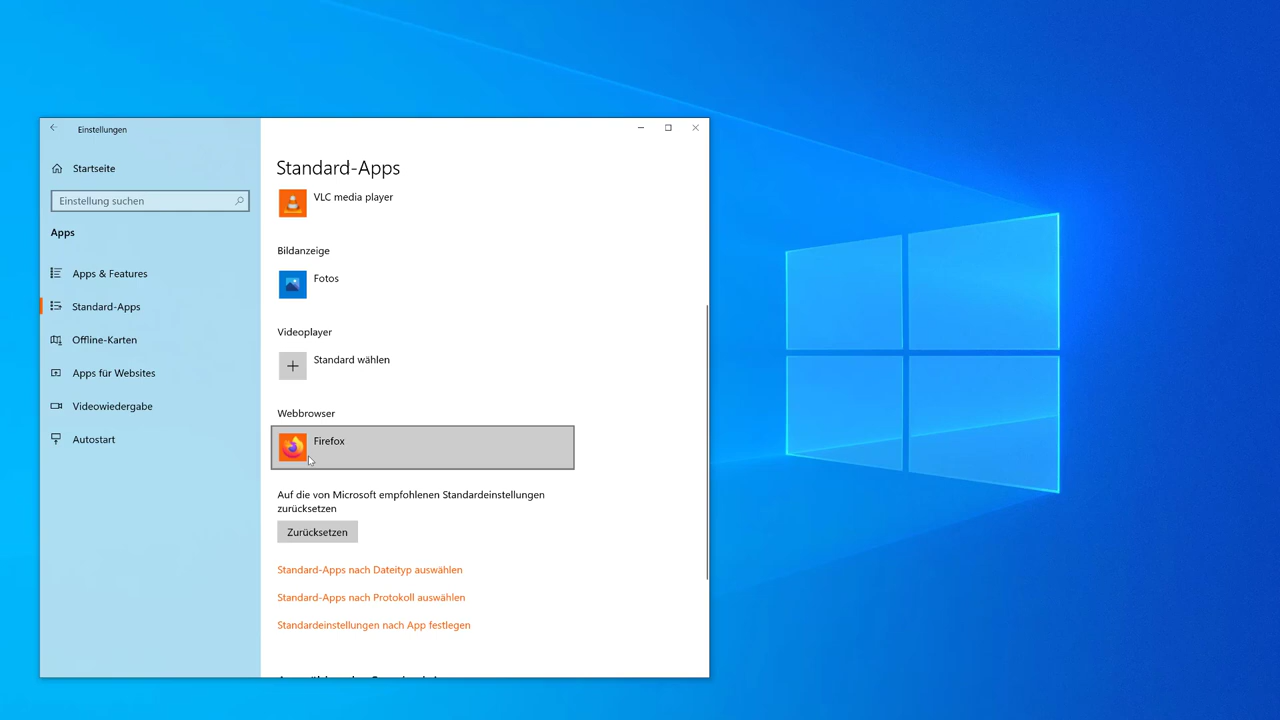 Einstellungen
Startseite
Einstellung suchen
Apps
Apps & Features
Standard-Apps
Offline-Karten
Apps für Websites
Videowiedergabe
Autostart
Standard-Apps
VLC media player
Bildanzeige
Fotos
Videoplayer
Standard wählen
Webbrowser
Firefox
Auf die von Microsoft empfohlenen Standardeinstellungen
zurücksetzen
Zurücksetzen
Standard-Apps nach Dateityp auswählen
Standard-Apps nach Protokoll auswählen
Standardeinstellungen nach App festlegen